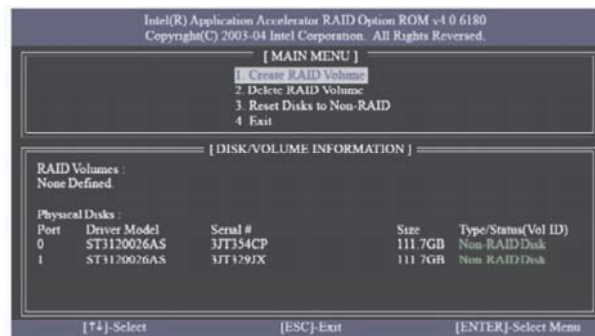 Intel(R) Application Accelerator RAID Option ROM v4 0 6180
Copyright(C) 2003-04 Intel Corporation. All Rights Reversed.
[ MAIN MENU ]
1. Create RAID Volume
2. Delete RAID Volume
3. Reset Disks to Non-RAID
4 Exit
[ DISK/VOLUME INFORMATION ]
RAID Volumes :
None Defined.
Physical Disks :
Port Driver Model Serial # Size Type/Status(Vol ID)
0 ST3120026AS 3JT354CP 111.7GB Non-RAID Disk
1 ST3120026AS 3JT329JX 111 7GB Non-RAID Disk
[↑↓]-Select [ESC]-Exit [ENTER]-Select Menu